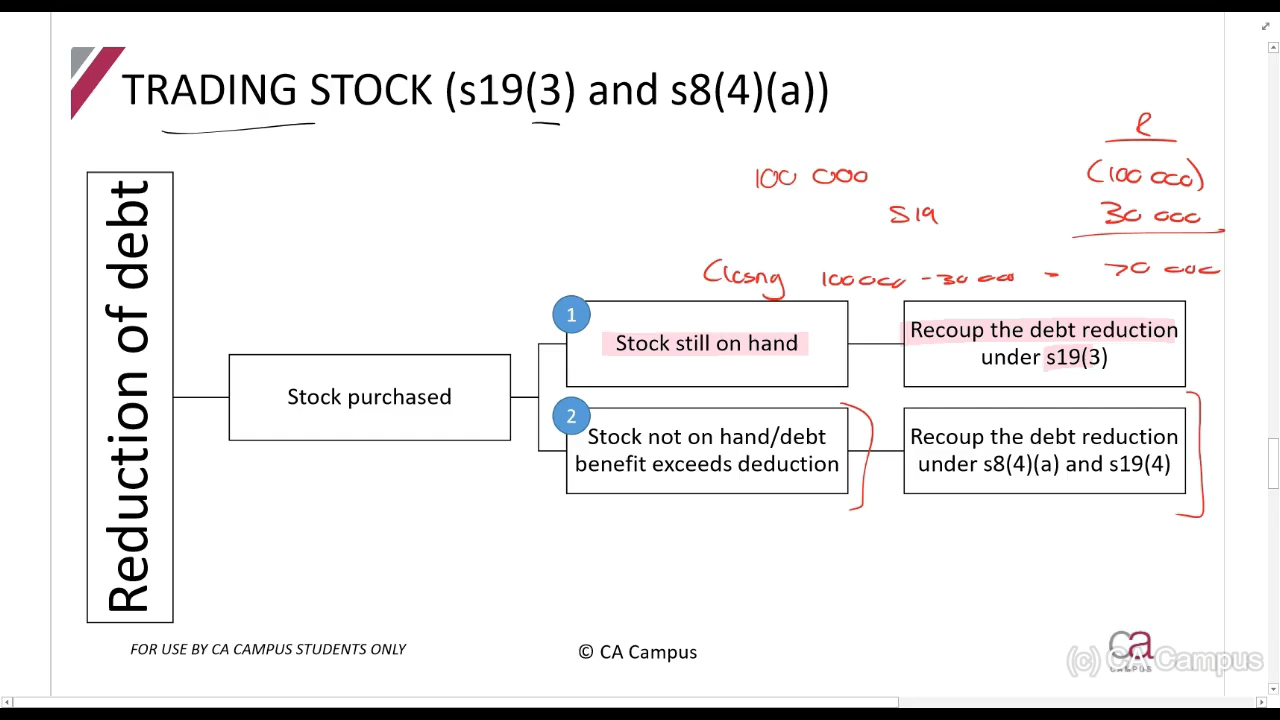 TRADING STOCK (s19(3) and s8(4)(a))
R
100 000
(100 000)
S19
30 000
Closng 100 000 - 30 000 = 70 000
Reduction of debt
Stock purchased
1
Stock still on hand
Recoup the debt reduction
under s19(3)
2
Stock not on hand/debt
benefit exceeds deduction
Recoup the debt reduction
under s8(4)(a) and s19(4)
FOR USE BY CA CAMPUS STUDENTS ONLY
© CA Campus
ca
CAMPUS
(c) CA Campus